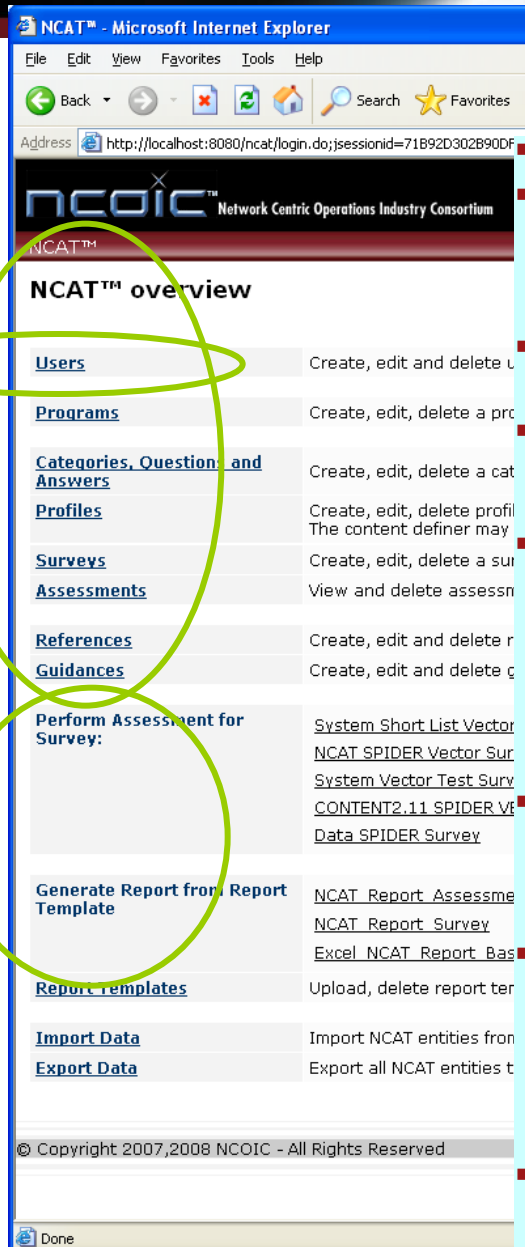 NCAT™ - Microsoft Internet Explorer
File Edit View Favorites Tools Help
Back Search Favorites
Address http://localhost:8080/ncat/login.do;jsessionid=71B92D302B90DF
ncoic™ Network Centric Operations Industry Consortium
NCAT™
NCAT™ overview
Users Create, edit and delete u
Programs Create, edit, delete a pro
Categories, Questions and Create, edit, delete a cat
Answers
Profiles Create, edit, delete profil
The content definer may
Surveys Create, edit, delete a sur
Assessments View and delete assessm
References Create, edit and delete r
Guidances Create, edit and delete g
Perform Assessment for System Short List Vector
Survey: NCAT SPIDER Vector Sur
System Vector Test Surv
CONTENT2.11 SPIDER VE
Data SPIDER Survey
Generate Report from Report NCAT Report Assessme
Template NCAT Report Survey
Excel NCAT Report Bas
Report Templates Upload, delete report tem
Import Data Import NCAT entities from
Export Data Export all NCAT entities t
© Copyright 2007,2008 NCOIC - All Rights Reserved
Done